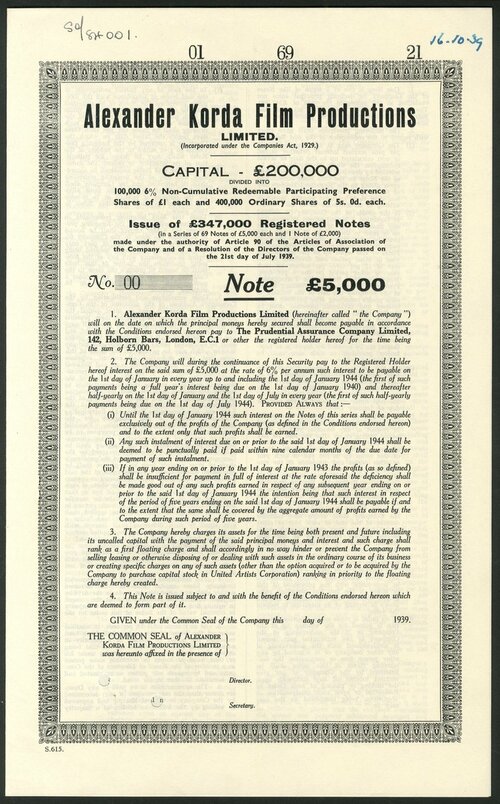 S0/SH001.
01 69 21
16-10-39
Alexander Korda Film Productions
LIMITED.
(Incorporated under the Companies Act, 1929.)
CAPITAL - £200,000
DIVIDED INTO
100,000 6% Non-Cumulative Redeemable Participating Preference
Shares of £1 each and 400,000 Ordinary Shares of 5s. 0d. each.
Issue of £347,000 Registered Notes
(in a Series of 69 Notes of £5,000 each and 1 Note of £2,000)
made under the authority of Article 90 of the Articles of Association of
the Company and of a Resolution of the Directors of the Company passed on
the 21st day of July 1939.
No. 00 Note £5,000
1. Alexander Korda Film Productions Limited (hereinafter called "the Company")
will on the date on which the principal moneys hereby secured shall become payable in accordance
with the Conditions endorsed hereon pay to The Prudential Assurance Company Limited,
142, Holborn Bars, London, E.C.1 or other the registered holder hereof for the time being
the sum of £5,000.
2. The Company will during the continuance of this Security pay to the Registered Holder
hereof interest on the said sum of £5,000 at the rate of 6% per annum such interest to be payable on
the 1st day of January in every year up to and including the 1st day of January 1944 (the first of such
payments being a full year's interest being due on the 1st day of January 1940) and thereafter
half-yearly on the 1st day of January and the 1st day of July in every year (the first of such half-yearly
payments being due on the 1st day of July 1944). PROVIDED ALWAYS that:—
(i) Until the 1st day of January 1944 such interest on the Notes of this series shall be payable
exclusively out of the profits of the Company (as defined in the Conditions endorsed hereon)
and to the extent only that such profits shall be earned.
(ii) Any such instalment of interest due on or prior to the said 1st day of January 1944 shall be
deemed to be punctually paid if paid within nine calendar months of the due date for
payment of such instalment.
(iii) If in any year ending on or prior to the 1st day of January 1943 the profits (as so defined)
shall be insufficient for payment in full of interest at the rate aforesaid the deficiency shall
be made good out of any such profits earned in respect of any subsequent year ending on or
prior to the said 1st day of January 1944 the intention being that such interest in respect
of the period of five years ending on the said 1st day of January 1944 shall be payable if and
to the extent that the same shall be covered by the aggregate amount of profits earned by the
Company during such period of five years.
3. The Company hereby charges its assets for the time being both present and future including
its uncalled capital with the payment of the said principal moneys and interest and such charge shall
rank as a first floating charge and shall accordingly in no way hinder or prevent the Company from
selling leasing or otherwise disposing of or dealing with such assets in the ordinary course of its business
or creating specific charges on any of such assets (other than the option acquired or to be acquired by the
Company to purchase capital stock in United Artists Corporation) ranking in priority to the floating
charge hereby created.
4. This Note is issued subject to and with the benefit of the Conditions endorsed hereon which
are deemed to form part of it.
GIVEN under the Common Seal of the Company this day of 1939.
THE COMMON SEAL of ALEXANDER
KORDA FILM PRODUCTIONS LIMITED
was hereunto affixed in the presence of
Director.
Secretary.
S.615.